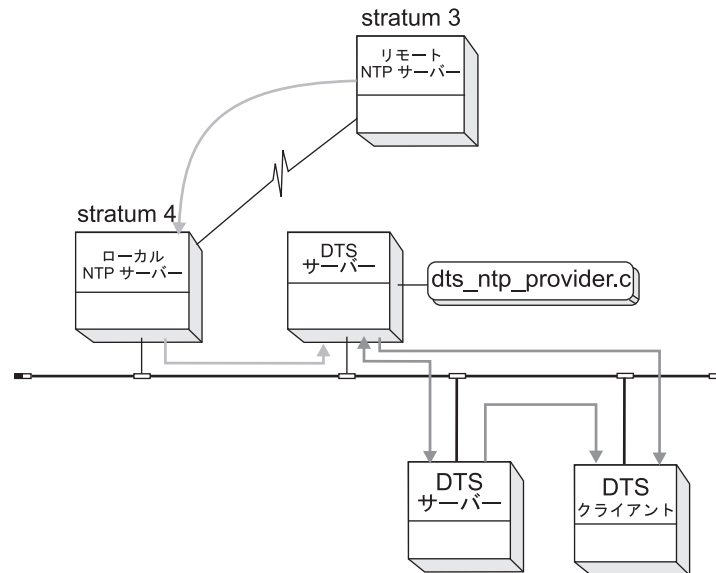 stratum 3
リモート
NTP サーバー
stratum 4
ローカル
NTP サーバー
DTS
サーバー
dts_ntp_provider.c
DTS
サーバー
DTS
クライアント